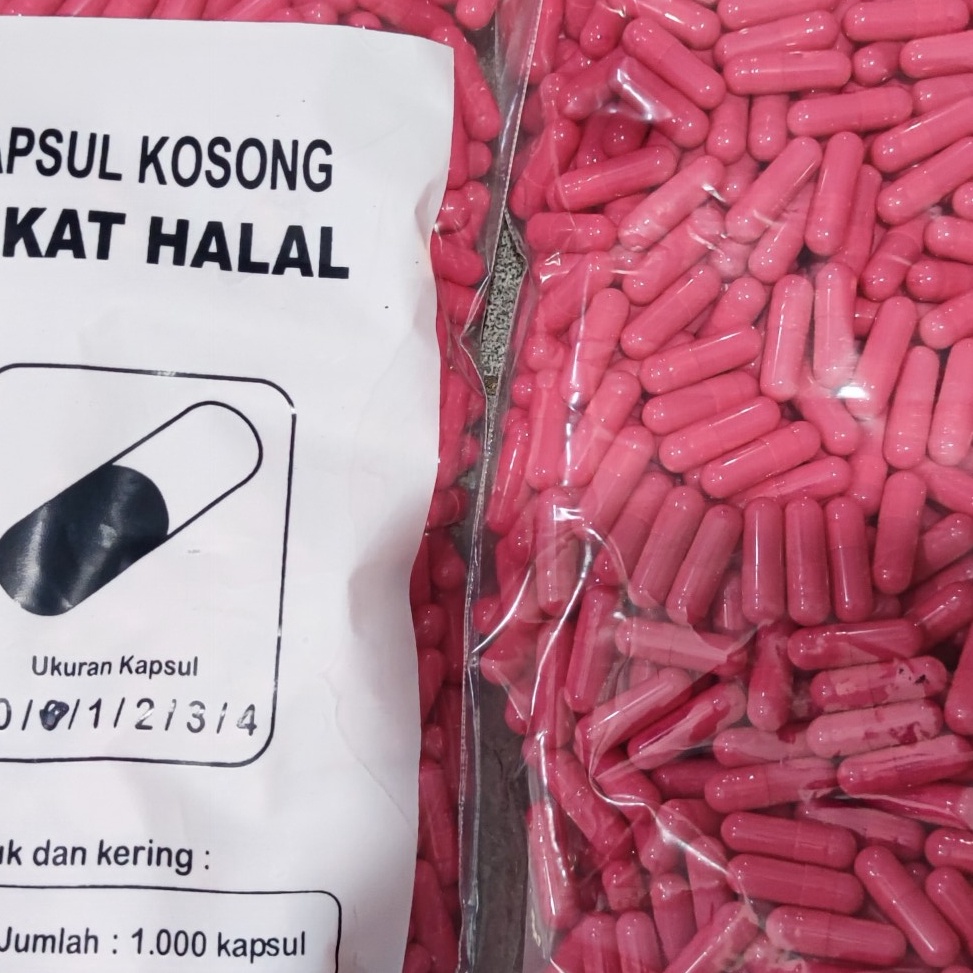 APSUL KOSONG
KAT HALAL
Ukuran Kapsul
0 / 0 / 1 / 2 / 3 / 4
uk dan kering :
Jumlah : 1.000 kapsul